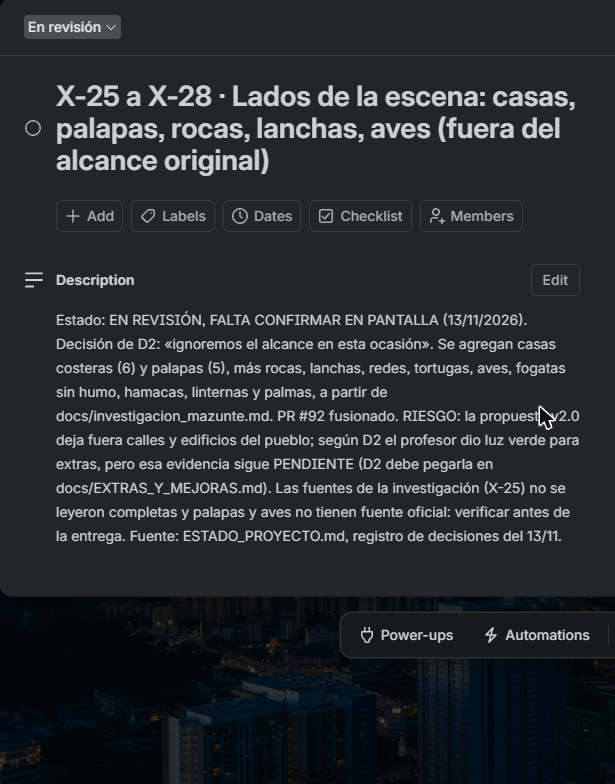 En revisión
X-25 a X-28 · Lados de la escena: casas,
palapas, rocas, lanchas, aves (fuera del
alcance original)
Add
Labels
Dates
Checklist
Members
Description
Edit
Estado: EN REVISIÓN, FALTA CONFIRMAR EN PANTALLA (13/11/2026).
Decisión de D2: «ignoremos el alcance en esta ocasión». Se agregan casas
costeras (6) y palapas (5), más rocas, lanchas, redes, tortugas, aves, fogatas
sin humo, hamacas, linternas y palmas, a partir de
docs/investigacion_mazunte.md. PR #92 fusionado. RIESGO: la propuesta v2.0
deja fuera calles y edificios del pueblo; según D2 el profesor dio luz verde para
extras, pero esa evidencia sigue PENDIENTE (D2 debe pegarla en
docs/EXTRAS_Y_MEJORAS.md). Las fuentes de la investigación (X-25) no se
leyeron completas y palapas y aves no tienen fuente oficial: verificar antes de
la entrega. Fuente: ESTADO_PROYECTO.md, registro de decisiones del 13/11.
Power-ups
Automations